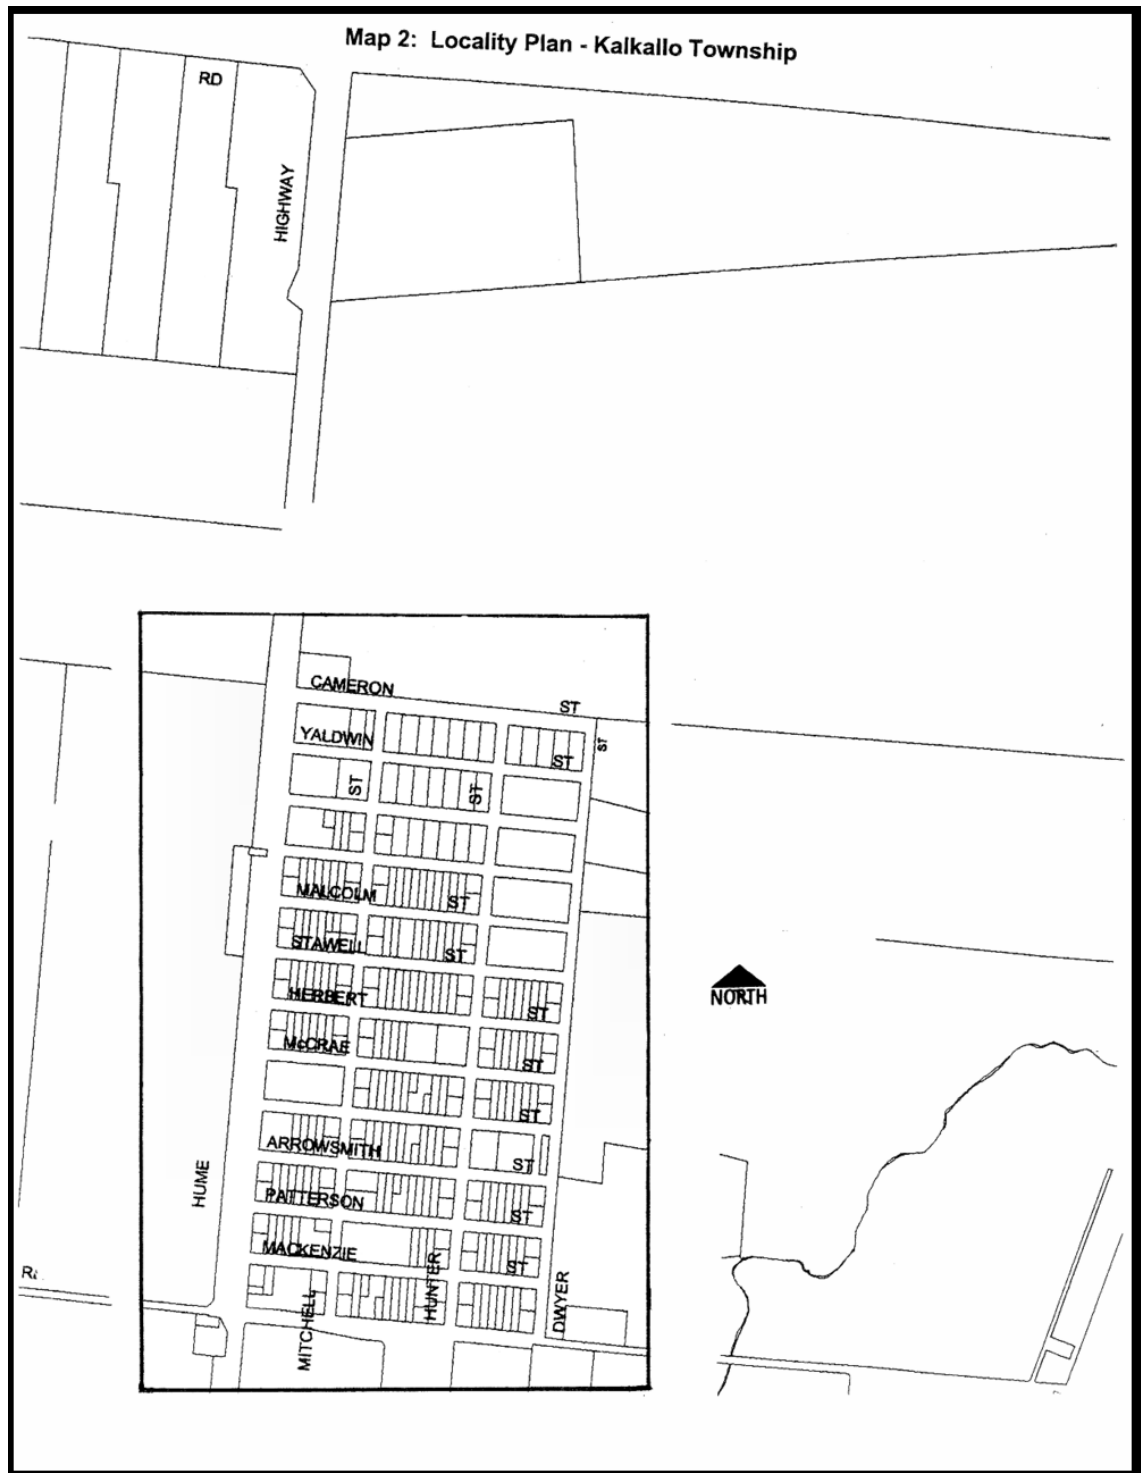 Map 2: Locality Plan - Kalkallo Township
RD
HIGHWAY
CAMERON ST
YALDWIN ST
ST
ST
ST
MALCOLM ST
STAWELL ST
HERBERT ST
McCRAE ST
ST
ARROWSMITH ST
PATTERSON ST
MACKENZIE ST
HUME
MITCHELL
HUNTER
DWYER
NORTH